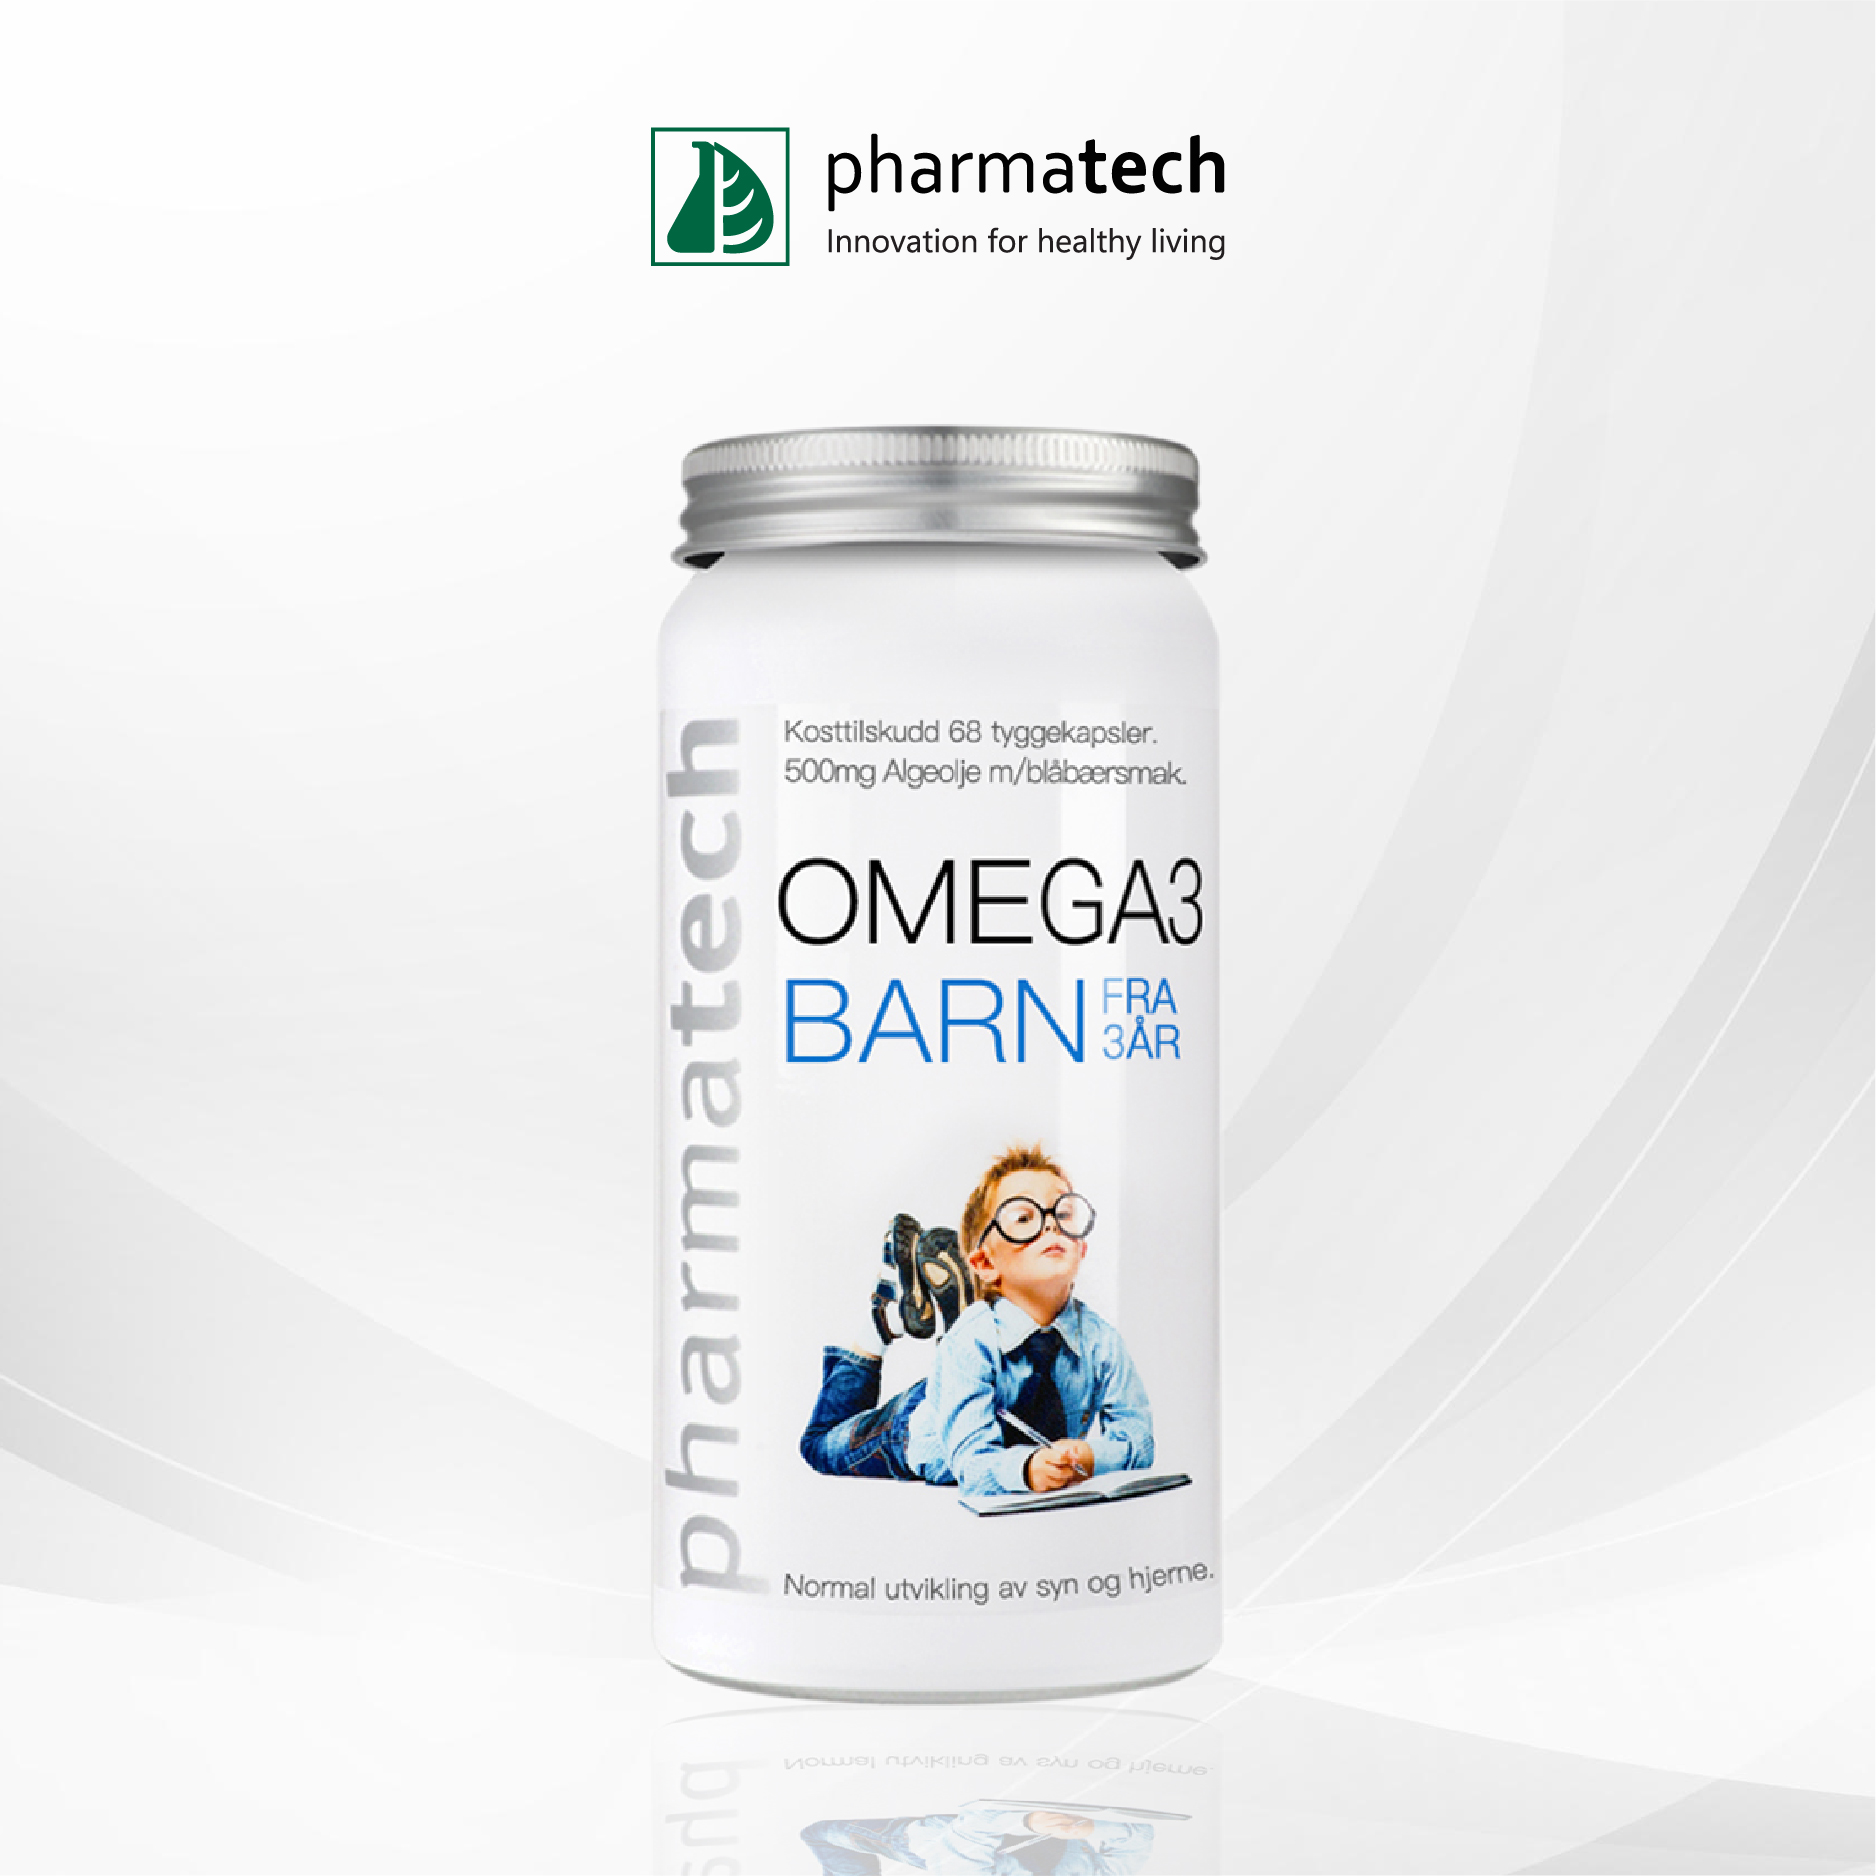 pharmatech
Innovation for healthy living
pharmatech
Kosttilskudd 68 tyggekapsler.
500mg Algeolje m/blåbærsmak.
OMEGA3
BARN FRA
3ÅR
Normal utvikling av syn og hjerne.